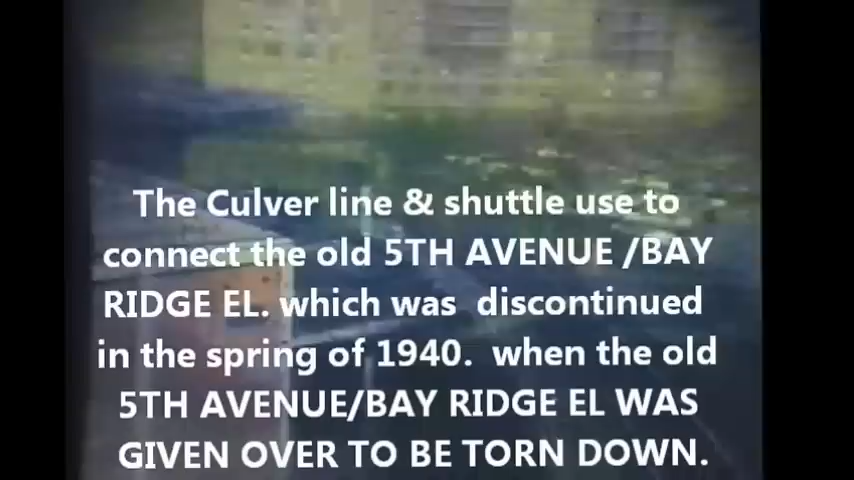 The Culver line & shuttle use to
connect the old 5TH AVENUE /BAY
RIDGE EL. which was  discontinued
in the spring of 1940.  when the old
5TH AVENUE/BAY RIDGE EL WAS
GIVEN OVER TO BE TORN DOWN.